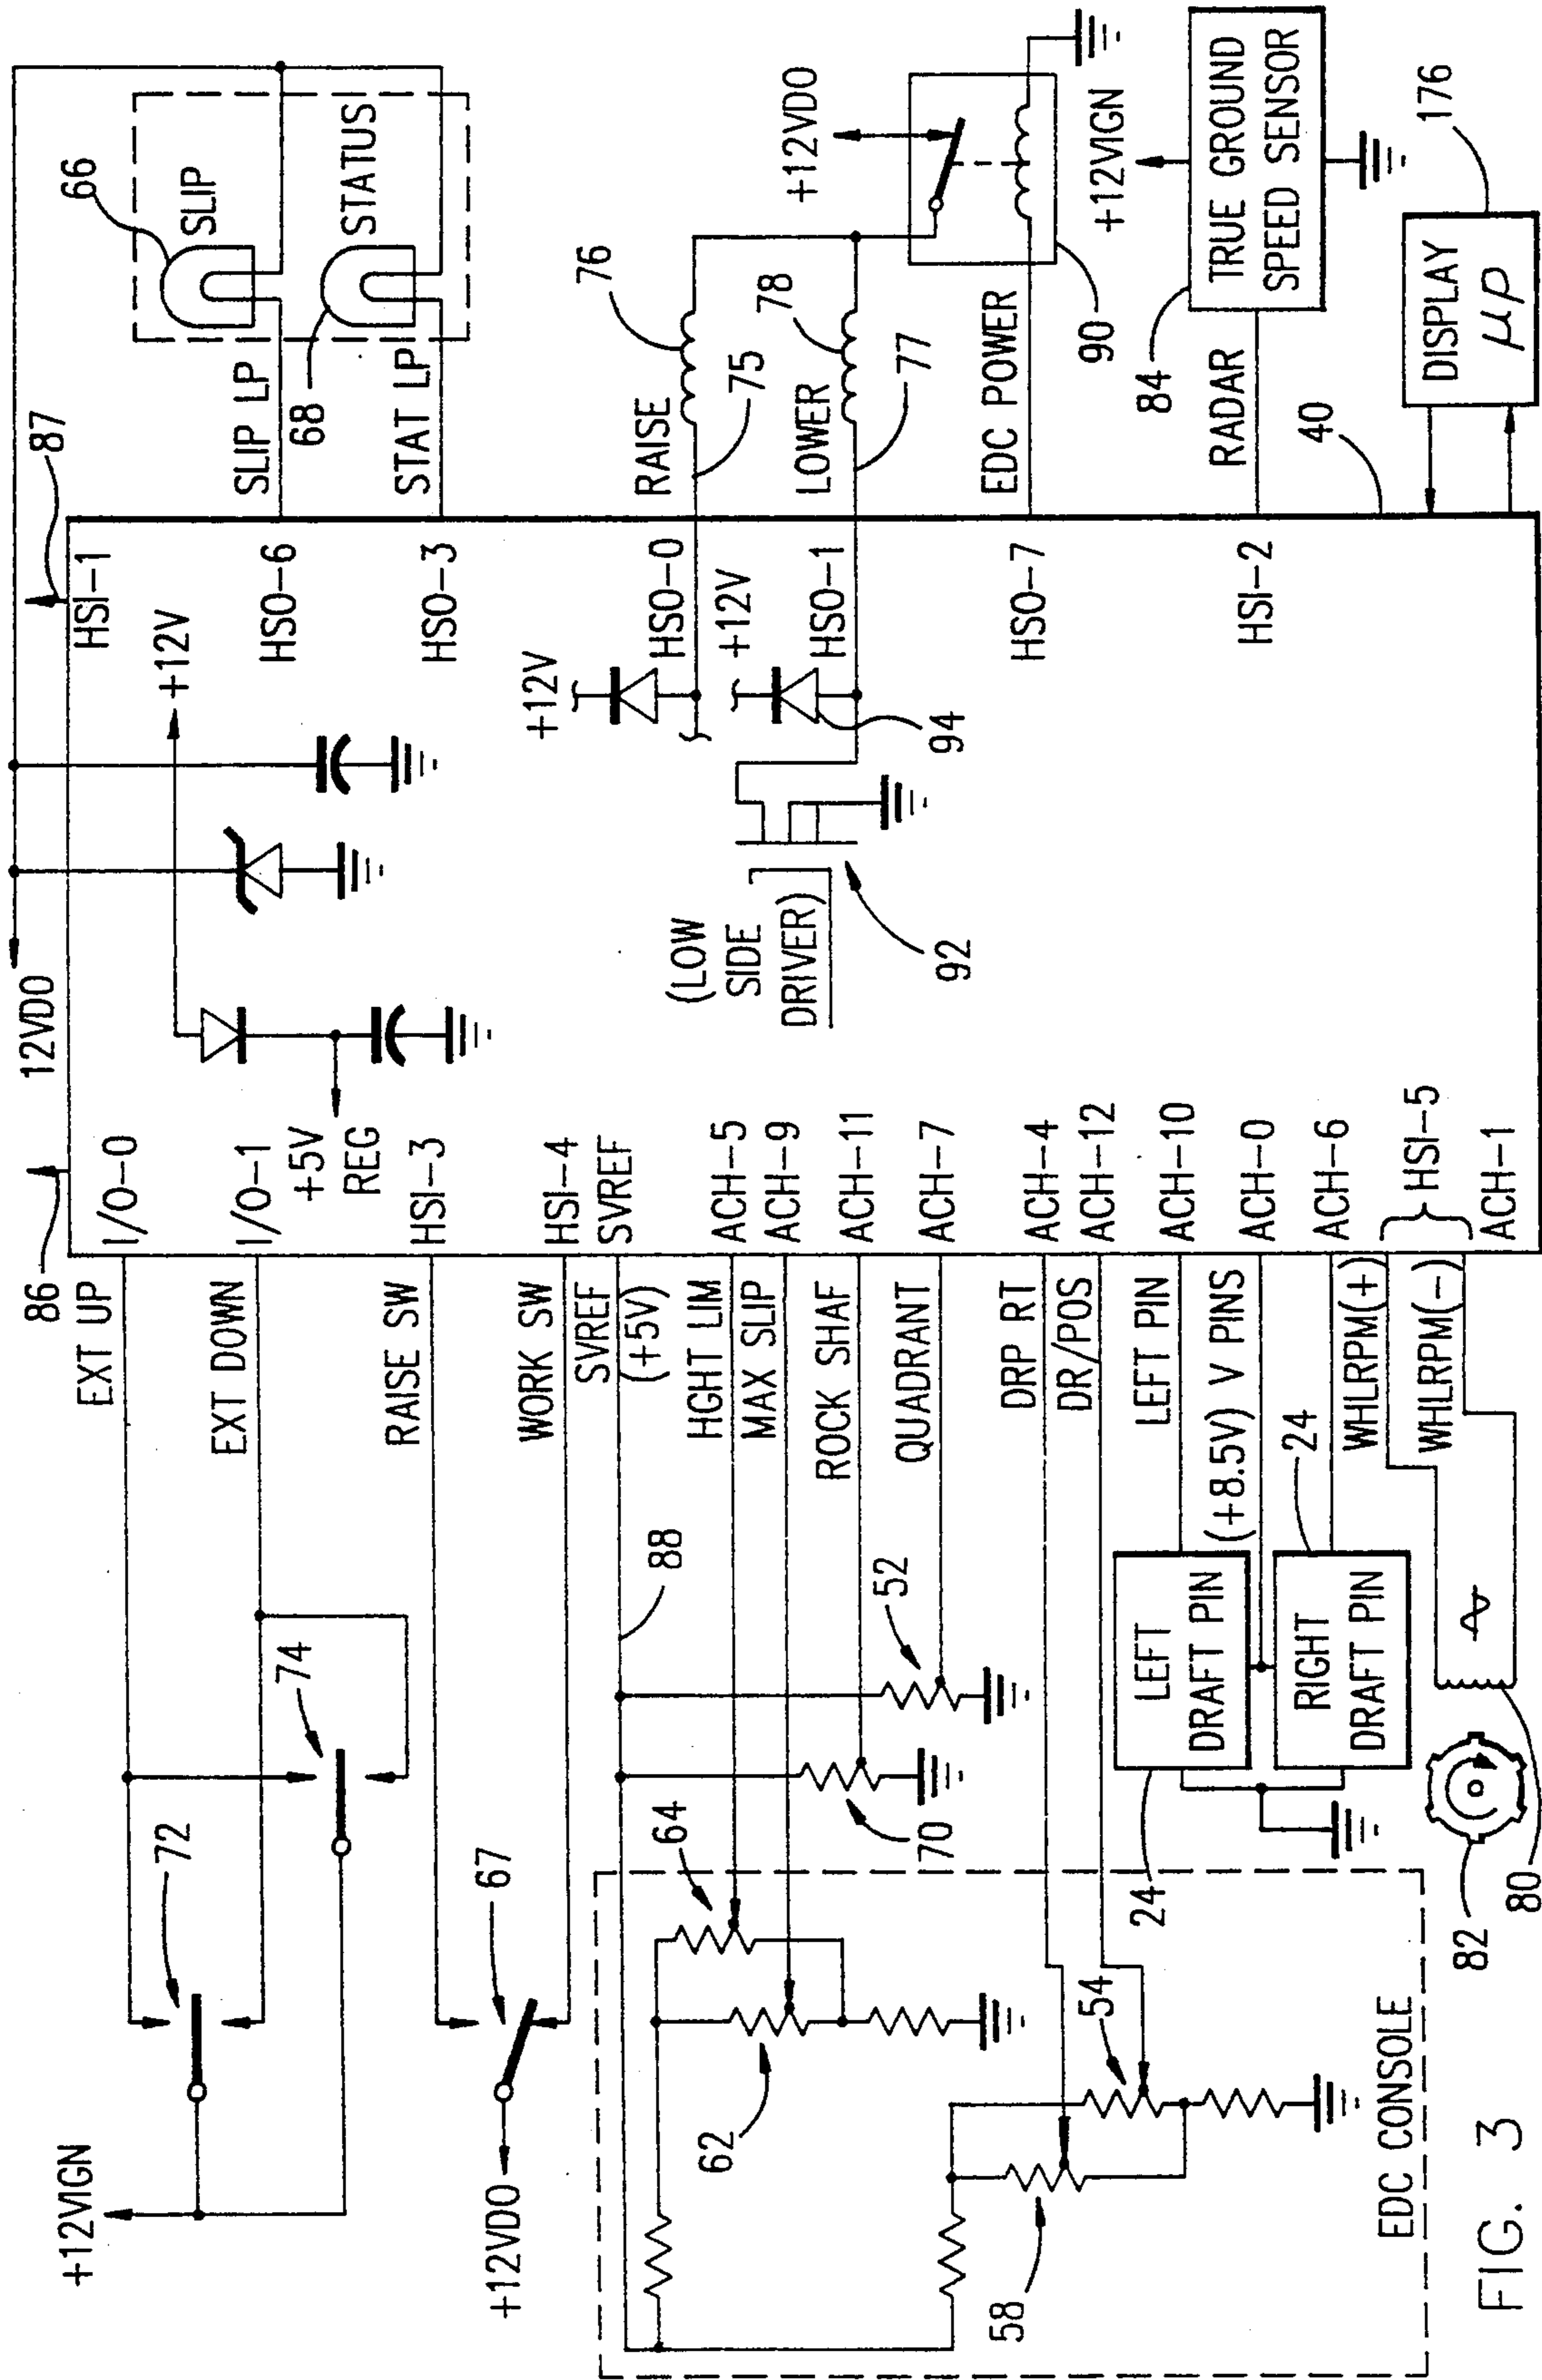 +12VIGN
72
74
EXT UP
86
I/O-0
EXT DOWN
I/O-1
+5V
REG
12VDO
+12V
87
HSI-1
66
SLIP
SLIP LP
HSO-6
68
STATUS
STAT LP
HSO-3
+12VDO
67
RAISE SW
HSI-3
WORK SW
HSI-4
SVREF
(+5V)
SVREF
88
64
HGHT LIM
ACH-5
62
MAX SLIP
ACH-9
70
ROCK SHAF
ACH-11
52
QUADRANT
ACH-7
(LOW
SIDE
DRIVER)
92
94
+12V
HSO-0
+12V
HSO-1
RAISE
75
76
LOWER
77
78
+12VDO
EDC POWER
HSO-7
90
58
54
DRP RT
ACH-4
DR/POS
ACH-12
24
LEFT
DRAFT PIN
LEFT PIN
ACH-10
(+8.5V) V PINS
ACH-0
RIGHT
DRAFT PIN
24
ACH-6
WHLRPM(+)
WHLRPM(-)
HSI-5
ACH-1
+12VIGN
84
TRUE GROUND
SPEED SENSOR
RADAR
HSI-2
40
DISPLAY
μP
176
EDC CONSOLE
82
80
FIG. 3